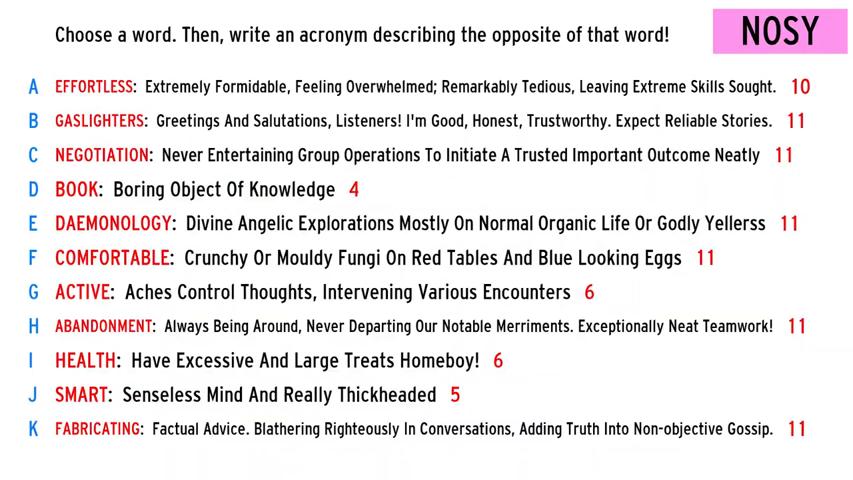 Choose a word. Then, write an acronym describing the opposite of that word!
NOSY
A EFFORTLESS: Extremely Formidable, Feeling Overwhelmed; Remarkably Tedious, Leaving Extreme Skills Sought. 10
B GASLIGHTERS: Greetings And Salutations, Listeners! I'm Good, Honest, Trustworthy. Expect Reliable Stories. 11
C NEGOTIATION: Never Entertaining Group Operations To Initiate A Trusted Important Outcome Neatly 11
D BOOK: Boring Object Of Knowledge 4
E DAEMONOLOGY: Divine Angelic Explorations Mostly On Normal Organic Life Or Godly Yellerss 11
F COMFORTABLE: Crunchy Or Mouldy Fungi On Red Tables And Blue Looking Eggs 11
G ACTIVE: Aches Control Thoughts, Intervening Various Encounters 6
H ABANDONMENT: Always Being Around, Never Departing Our Notable Merriments. Exceptionally Neat Teamwork! 11
I HEALTH: Have Excessive And Large Treats Homeboy! 6
J SMART: Senseless Mind And Really Thickheaded 5
K FABRICATING: Factual Advice. Blathering Righteously In Conversations, Adding Truth Into Non-objective Gossip. 11